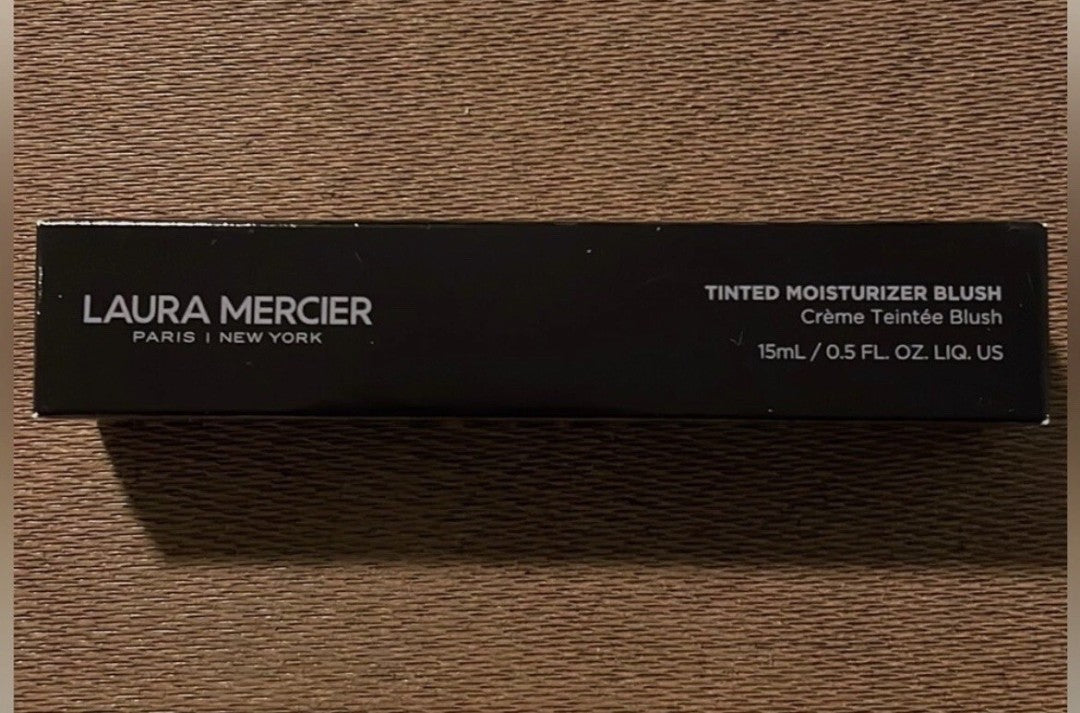 LAURA MERCIER
PARIS | NEW YORK
TINTED MOISTURIZER BLUSH
Crème Teintée Blush
15mL / 0.5 FL. OZ. LIQ. US